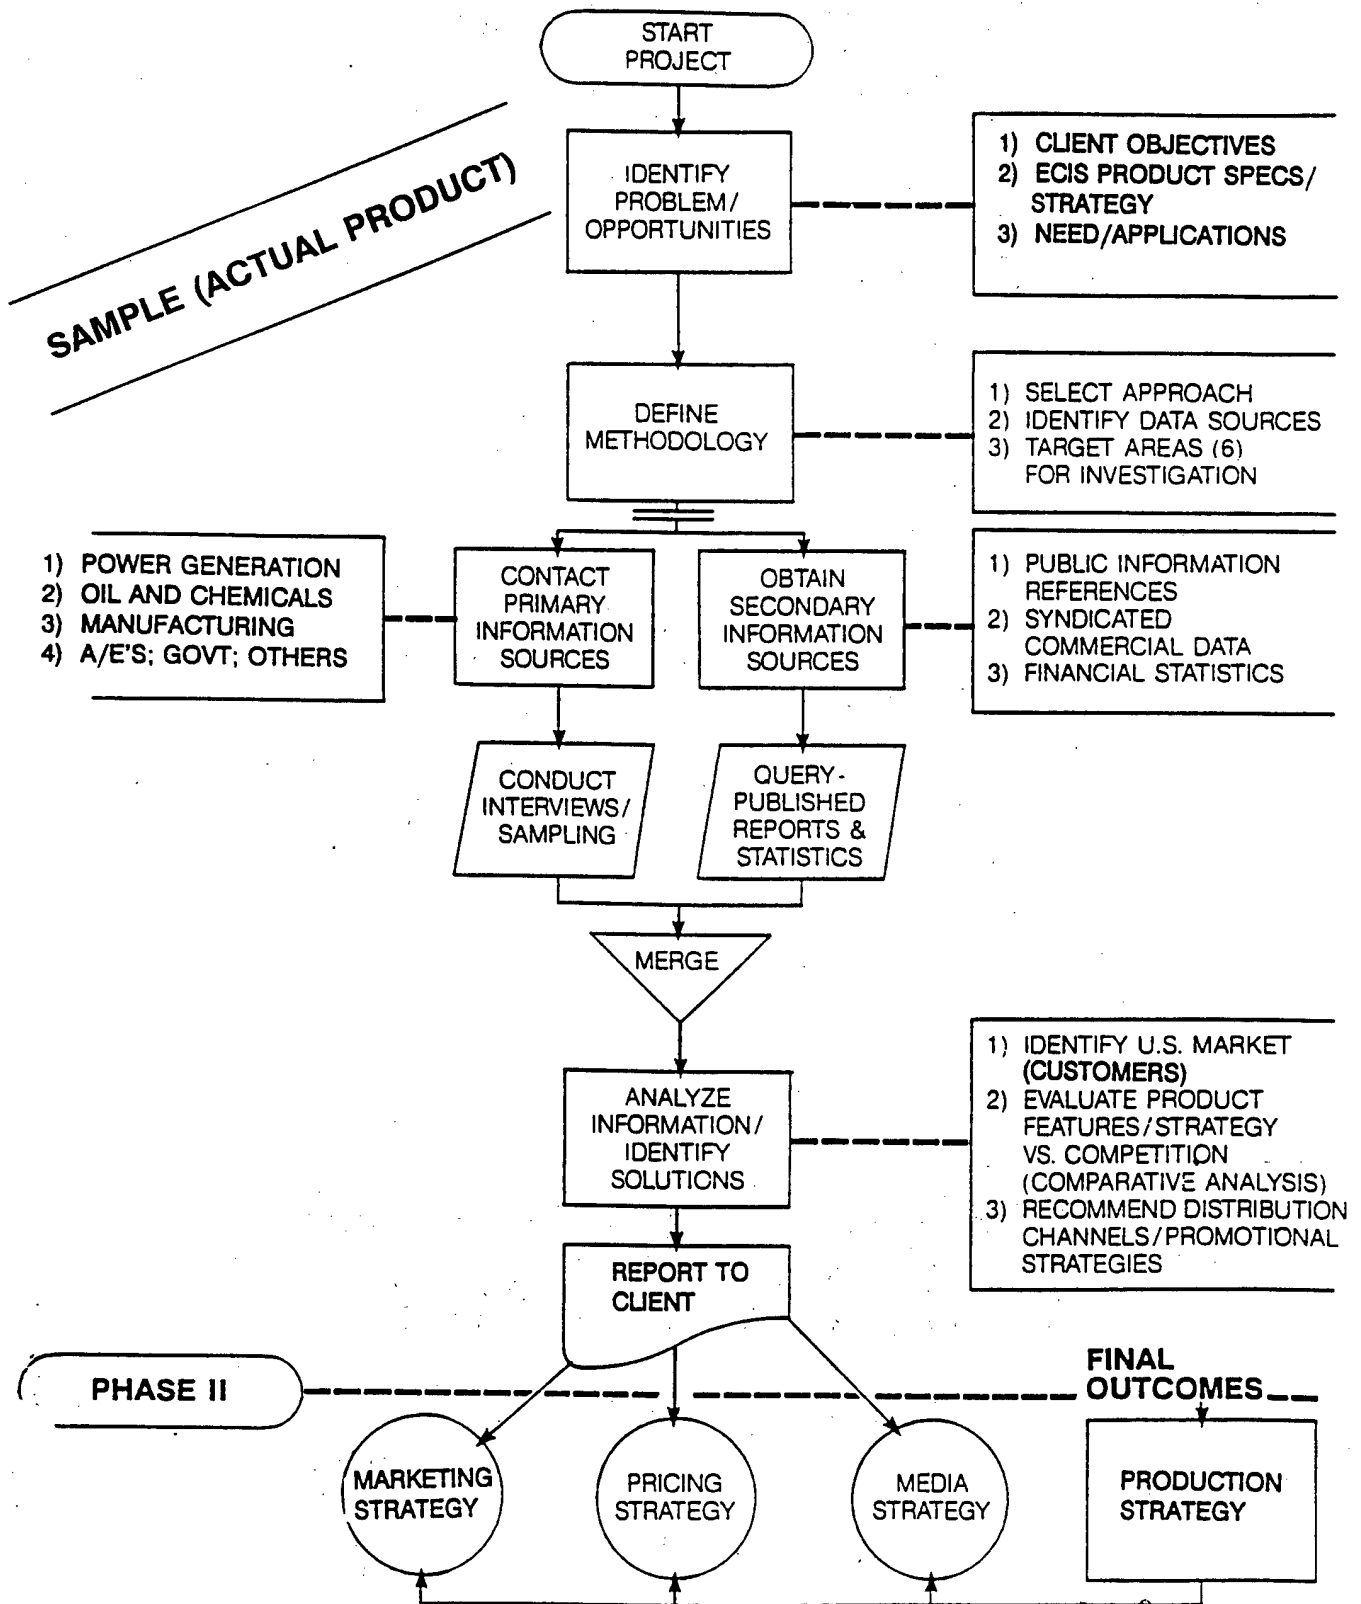 START
PROJECT
SAMPLE (ACTUAL PRODUCT)
IDENTIFY
PROBLEM/
OPPORTUNITIES
1) CLIENT OBJECTIVES
2) ECIS PRODUCT SPECS/
STRATEGY
3) NEED/APPLICATIONS
DEFINE
METHODOLOGY
1) SELECT APPROACH
2) IDENTIFY DATA SOURCES
3) TARGET AREAS (6)
FOR INVESTIGATION
1) POWER GENERATION
2) OIL AND CHEMICALS
3) MANUFACTURING
4) A/E'S; GOVT; OTHERS
CONTACT
PRIMARY
INFORMATION
SOURCES
OBTAIN
SECONDARY
INFORMATION
SOURCES
1) PUBLIC INFORMATION
REFERENCES
2) SYNDICATED
COMMERCIAL DATA
3) FINANCIAL STATISTICS
CONDUCT
INTERVIEWS/
SAMPLING
QUERY-
PUBLISHED
REPORTS &
STATISTICS
MERGE
ANALYZE
INFORMATION/
IDENTIFY
SOLUTIONS
1) IDENTIFY U.S. MARKET
(CUSTOMERS)
2) EVALUATE PRODUCT
FEATURES/STRATEGY
VS. COMPETITION
(COMPARATIVE ANALYSIS)
3) RECOMMEND DISTRIBUTION
CHANNELS/PROMOTIONAL
STRATEGIES
REPORT TO
CLIENT
PHASE II
FINAL
OUTCOMES
MARKETING
STRATEGY
PRICING
STRATEGY
MEDIA
STRATEGY
PRODUCTION
STRATEGY